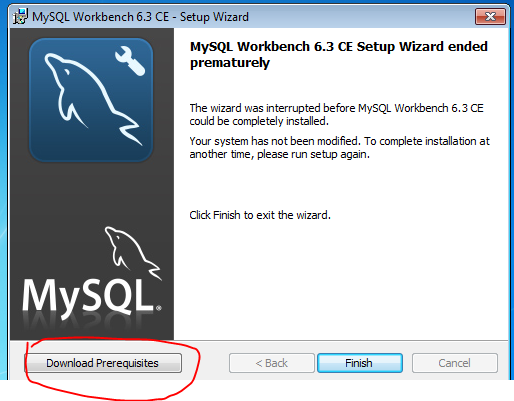 MySQL Workbench 6.3 CE - Setup Wizard
MySQL Workbench 6.3 CE Setup Wizard ended
prematurely
The wizard was interrupted before MySQL Workbench 6.3 CE
could be completely installed.
Your system has not been modified. To complete installation at
another time, please run setup again.
Click Finish to exit the wizard.
MySQL®
Download Prerequisites
< Back
Finish
Cancel